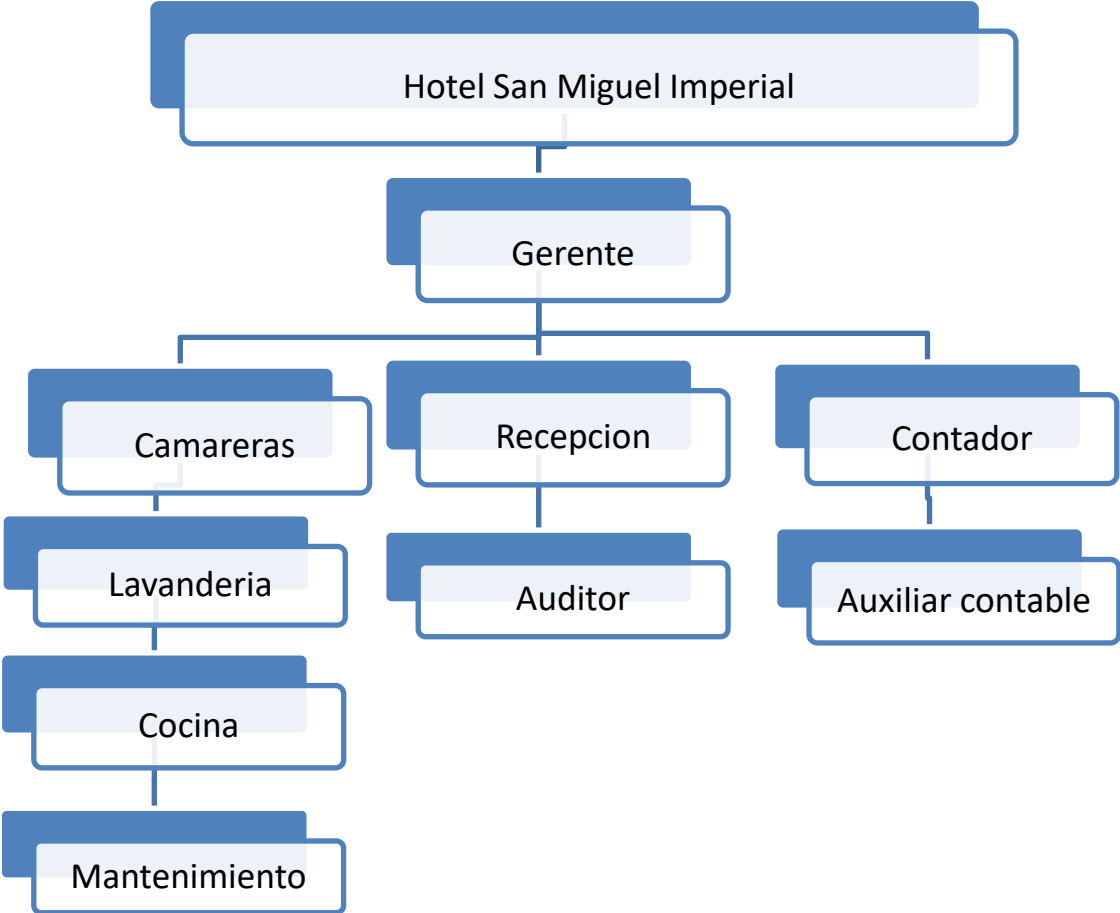 Hotel San Miguel Imperial
Gerente
Camareras
Recepcion
Contador
Lavanderia
Auditor
Auxiliar contable
Cocina
Mantenimiento